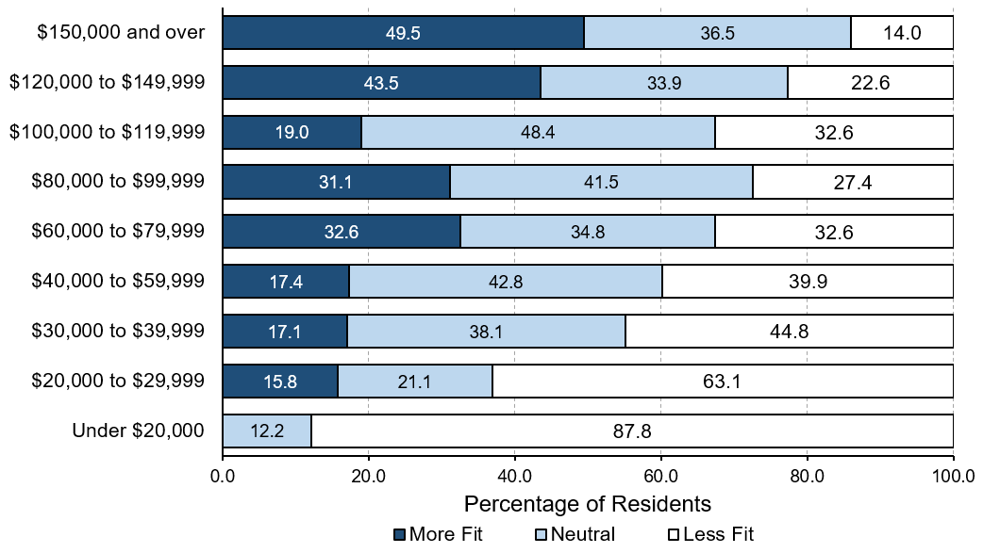 $150,000 and over 49.5 36.5 14.0
$120,000 to $149,999 43.5 33.9 22.6
$100,000 to $119,999 19.0 48.4 32.6
$80,000 to $99,999 31.1 41.5 27.4
$60,000 to $79,999 32.6 34.8 32.6
$40,000 to $59,999 17.4 42.8 39.9
$30,000 to $39,999 17.1 38.1 44.8
$20,000 to $29,999 15.8 21.1 63.1
Under $20,000 12.2 87.8
0.0 20.0 40.0 60.0 80.0 100.0
Percentage of Residents
More Fit Neutral Less Fit